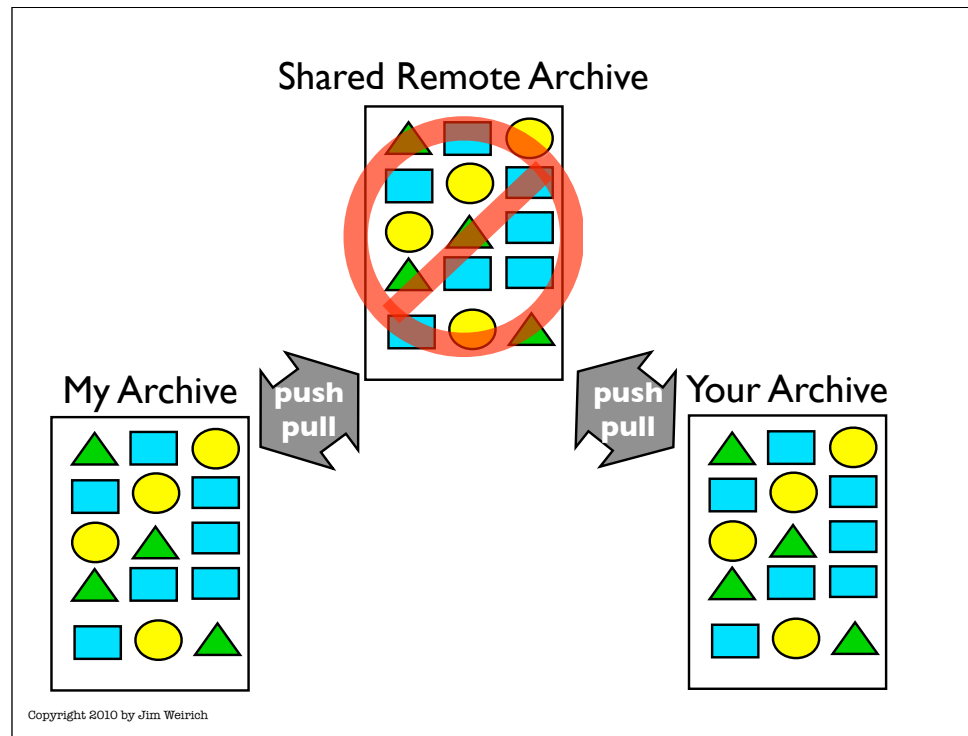 Shared Remote Archive
My Archive
push
pull
push
pull
Your Archive
Copyright 2010 by Jim Weirich